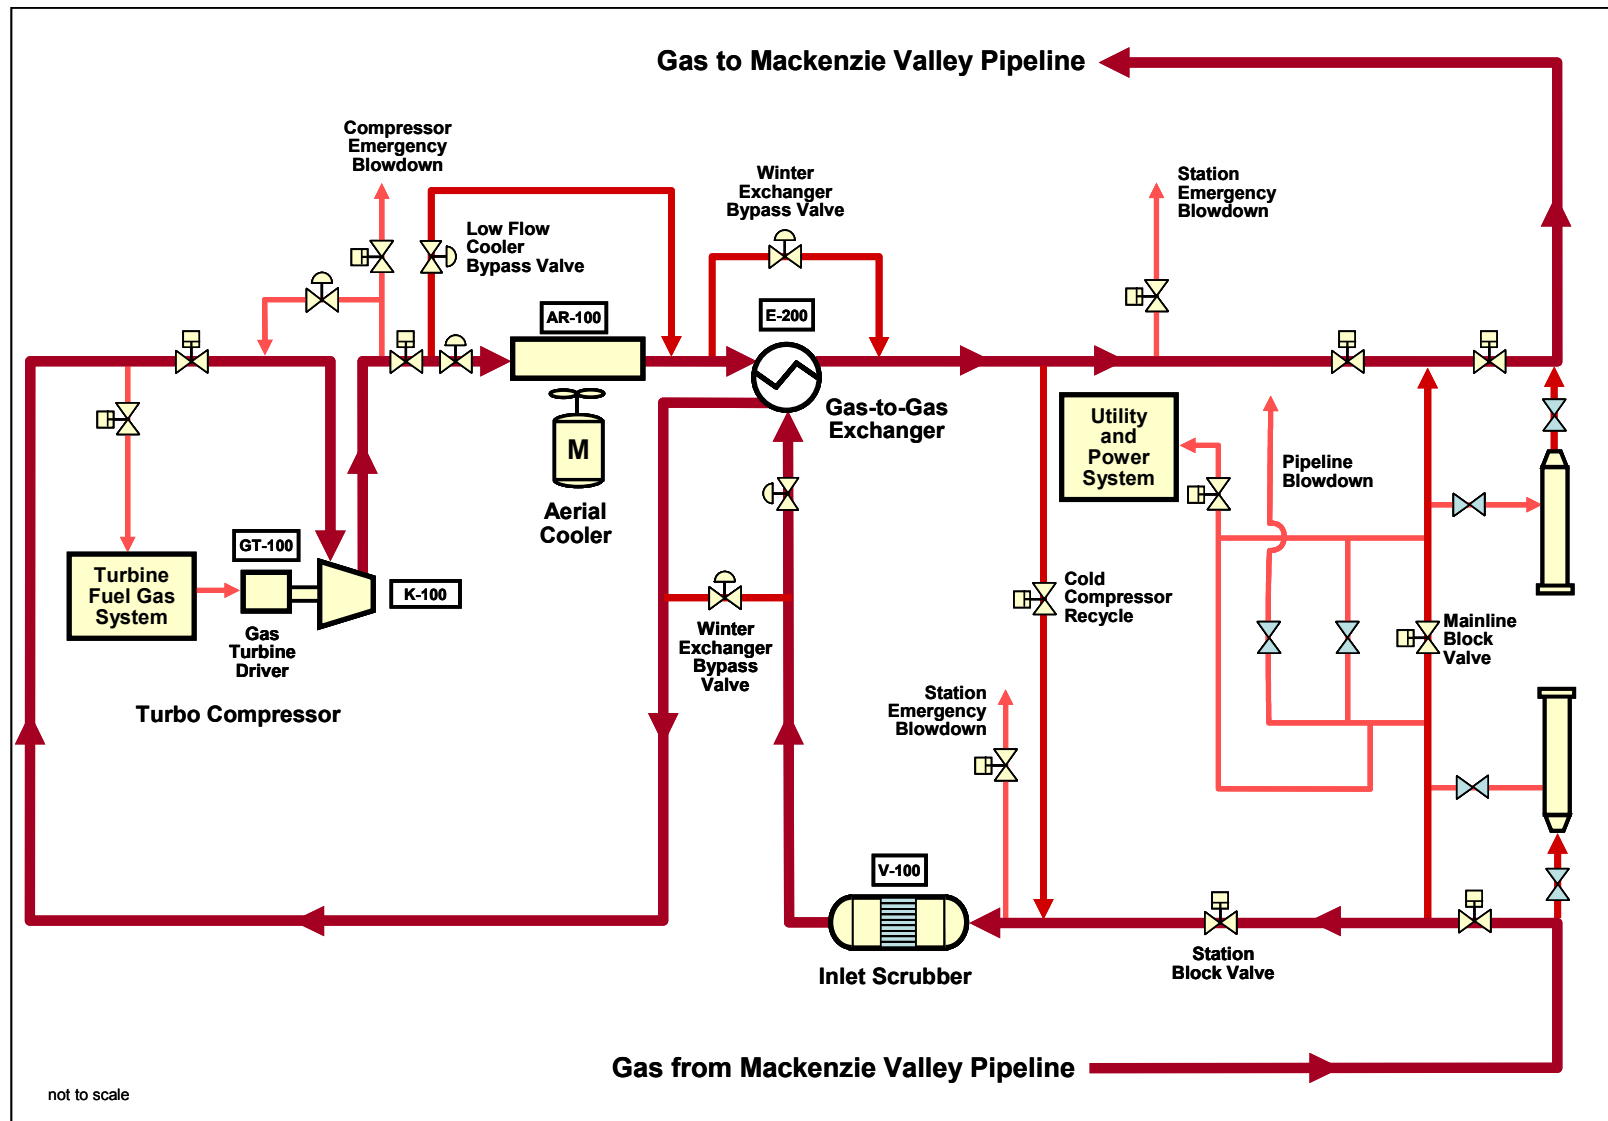 Gas to Mackenzie Valley Pipeline
Compressor
Emergency
Blowdown
Winter
Exchanger
Bypass Valve
Station
Emergency
Blowdown
Low Flow
Cooler
Bypass Valve
AR-100
E-200
M
Aerial
Cooler
Gas-to-Gas
Exchanger
Utility
and
Power
System
Pipeline
Blowdown
GT-100
Turbine
Fuel Gas
System
K-100
Gas
Turbine
Driver
Turbo Compressor
Winter
Exchanger
Bypass
Valve
Cold
Compressor
Recycle
Mainline
Block
Valve
Station
Emergency
Blowdown
V-100
Inlet Scrubber
Station
Block Valve
Gas from Mackenzie Valley Pipeline
not to scale